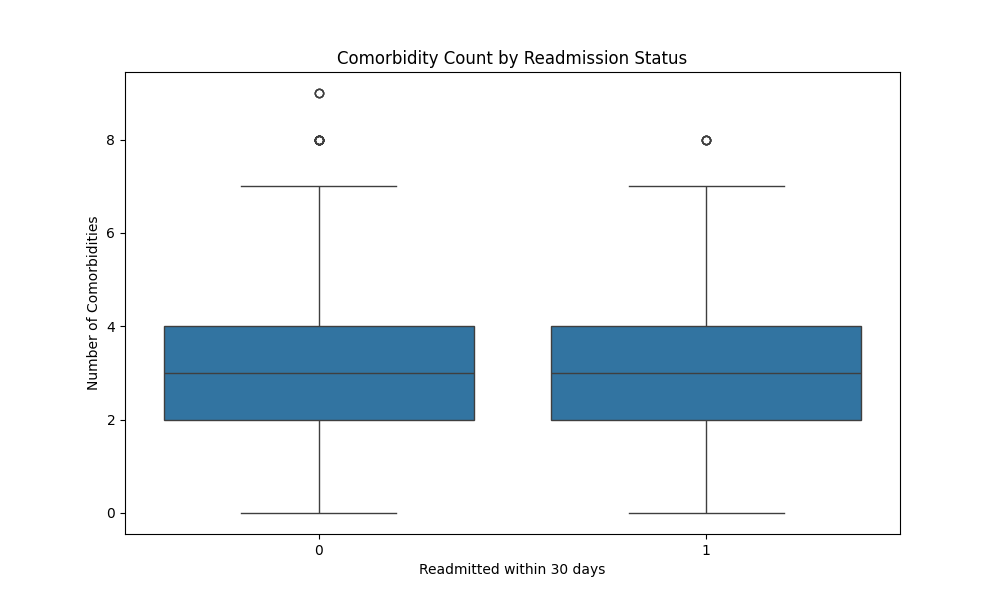 Comorbidity Count by Readmission Status
Number of Comorbidities
8
6
4
2
0
0
1
Readmitted within 30 days